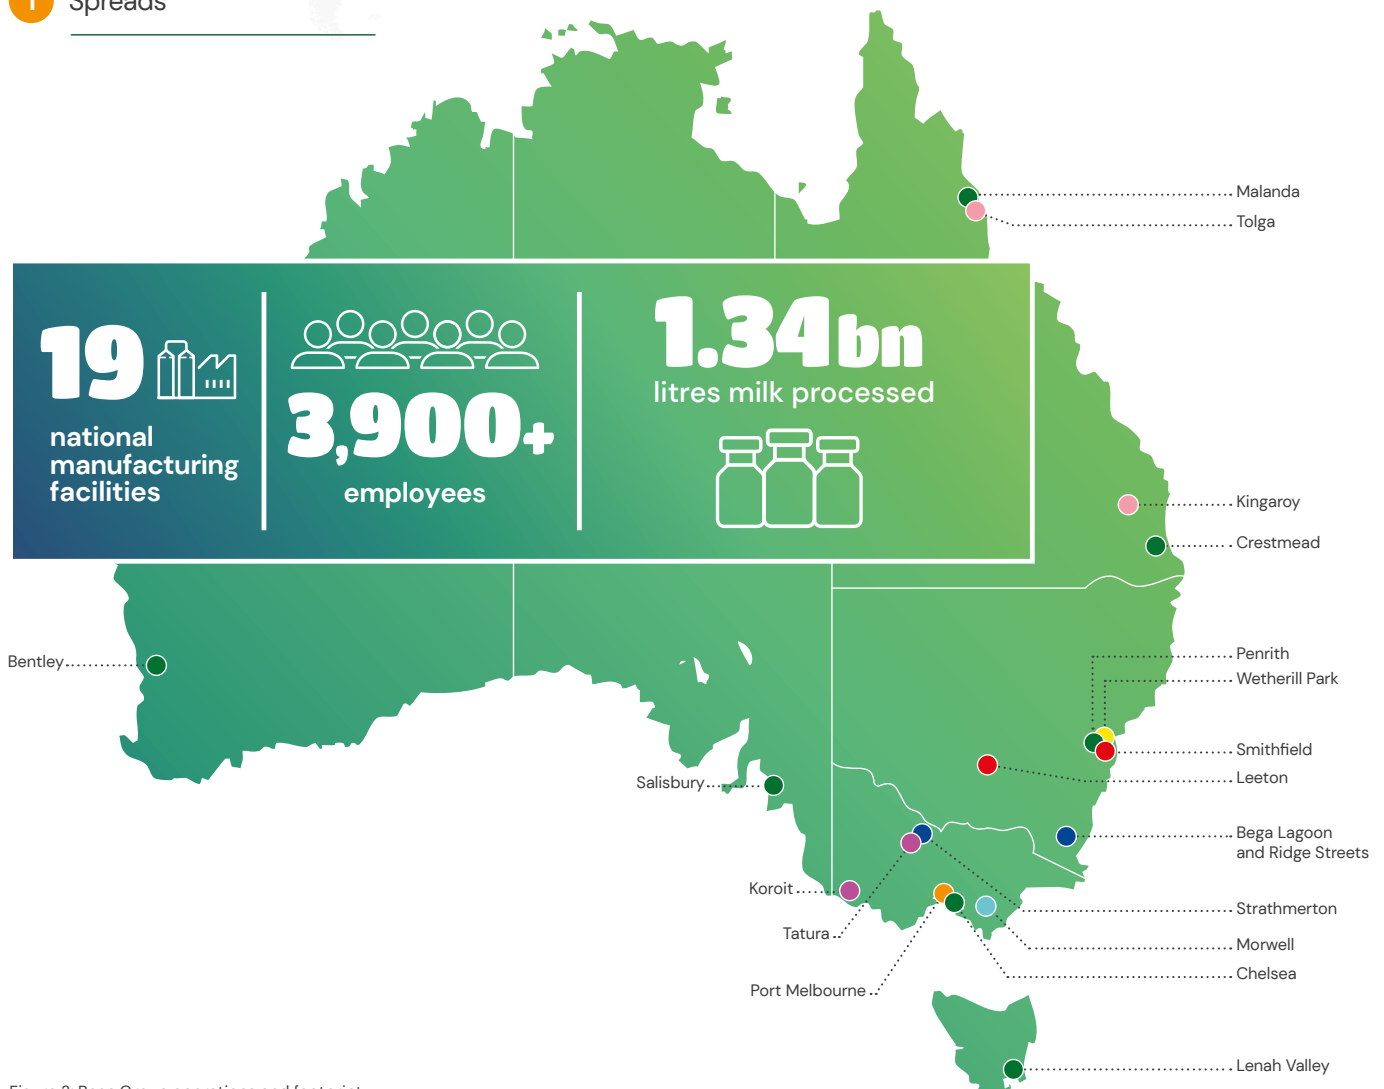 1 Spreads
Malanda
Tolga
19
national
manufacturing
facilities
3,900+
employees
1.34bn
litres milk processed
Kingaroy
Crestmead
Bentley
Penrith
Wetherill Park
Smithfield
Leeton
Salisbury
Bega Lagoon
and Ridge Streets
Koroit
Strathmerton
Tatura
Morwell
Chelsea
Port Melbourne
Lenah Valley